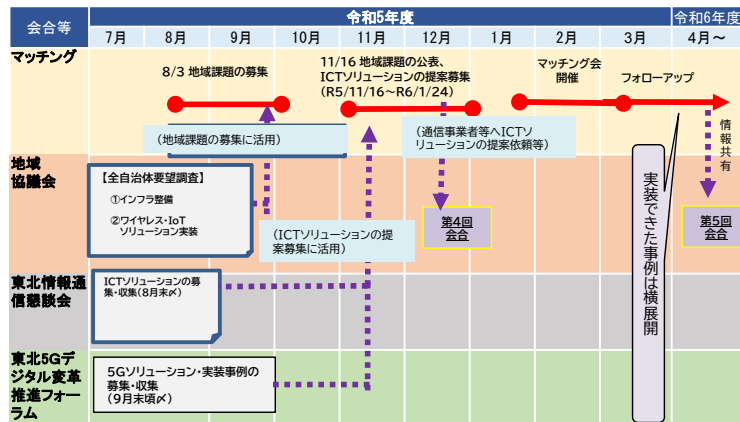 会合等
令和5年度
令和6年度
7月
8月
9月
10月
11月
12月
1月
2月
3月
4月~
マッチング
8/3 地域課題の募集
11/16 地域課題の公表、
ICTソリューションの提案募集
(R5/11/16~R6/1/24)
マッチング会
開催
フォローアップ
(地域課題の募集に活用)
(通信事業者等へICTソ
リューションの提案依頼等)
情報共有
地域
協議会
【全自治体要望調査】
①インフラ整備
②ワイヤレス・IoT
ソリューション実装
(ICTソリューションの提
案募集に活用)
第4回
会合
第5回
会合
実装できた事例は横展開
東北情報通
信懇談会
ICTソリューションの募
集・収集(8月末〆)
東北5Gデ
ジタル変革
推進フォー
ラム
5Gソリューション・実装事例の
募集・収集
(9月末頃〆)